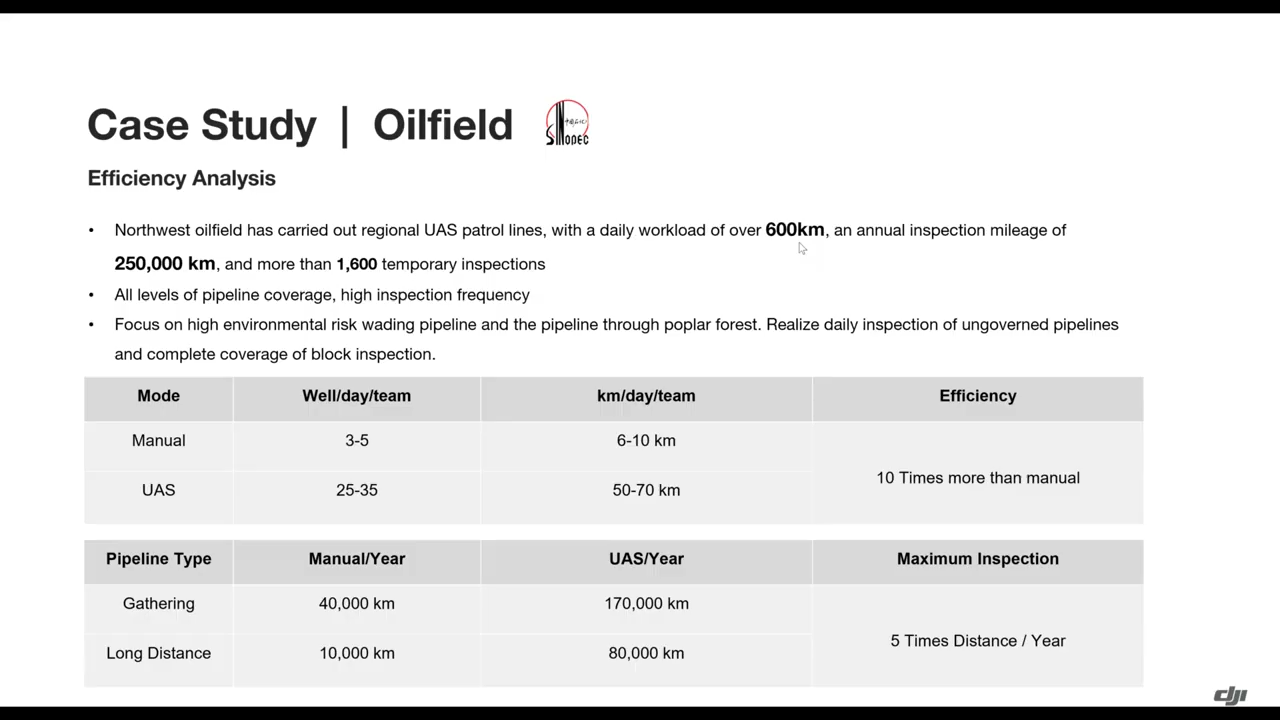 Case Study | Oilfield
SINOPEC
Efficiency Analysis
• Northwest oilfield has carried out regional UAS patrol lines, with a daily workload of over 600km, an annual inspection mileage of
250,000 km, and more than 1,600 temporary inspections
• All levels of pipeline coverage, high inspection frequency
• Focus on high environmental risk wading pipeline and the pipeline through poplar forest. Realize daily inspection of ungoverned pipelines
and complete coverage of block inspection.
Mode Well/day/team km/day/team Efficiency
Manual 3-5 6-10 km
10 Times more than manual
UAS 25-35 50-70 km
Pipeline Type Manual/Year UAS/Year Maximum Inspection
Gathering 40,000 km 170,000 km
5 Times Distance / Year
Long Distance 10,000 km 80,000 km
dji